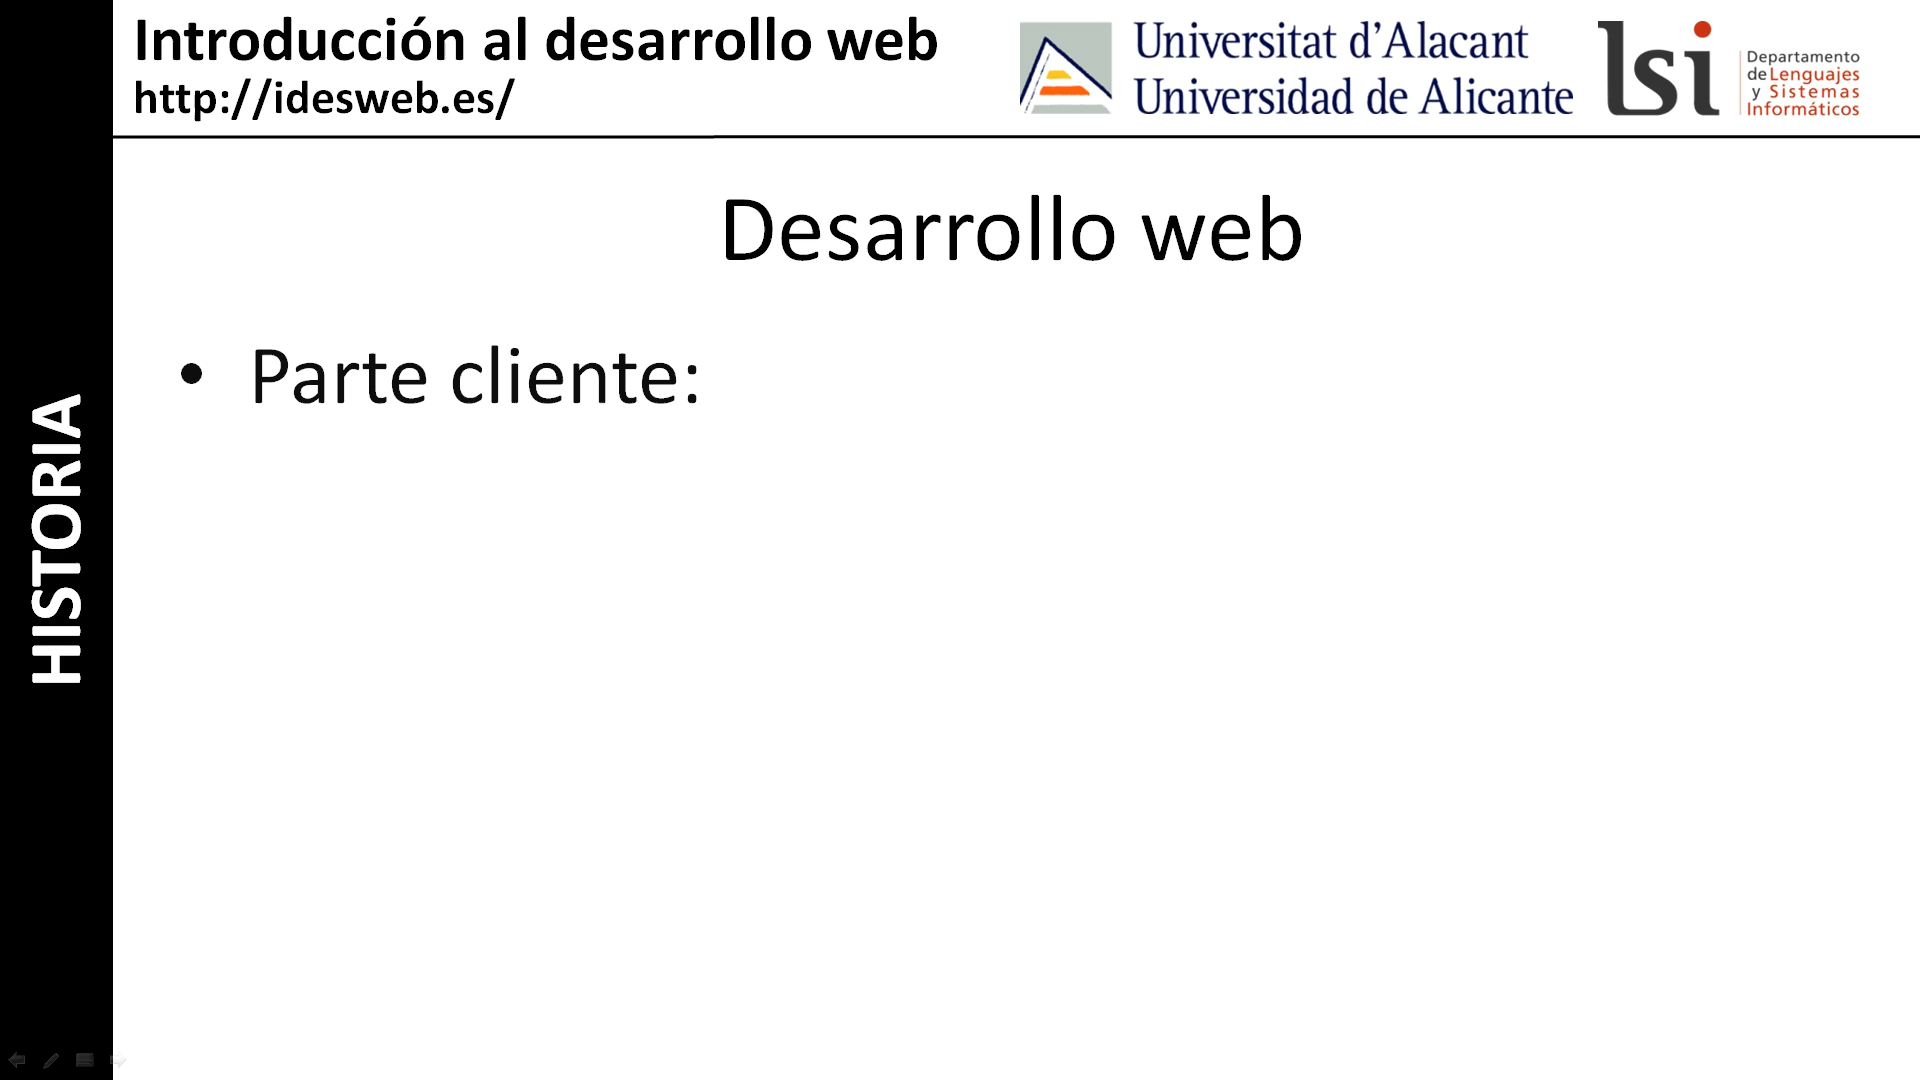 Introducción al desarrollo web
http://idesweb.es/
Universitat d’Alacant
Universidad de Alicante
lsi
Departamento
de Lenguajes
y Sistemas
Informáticos
HISTORIA
Desarrollo web
• Parte cliente: